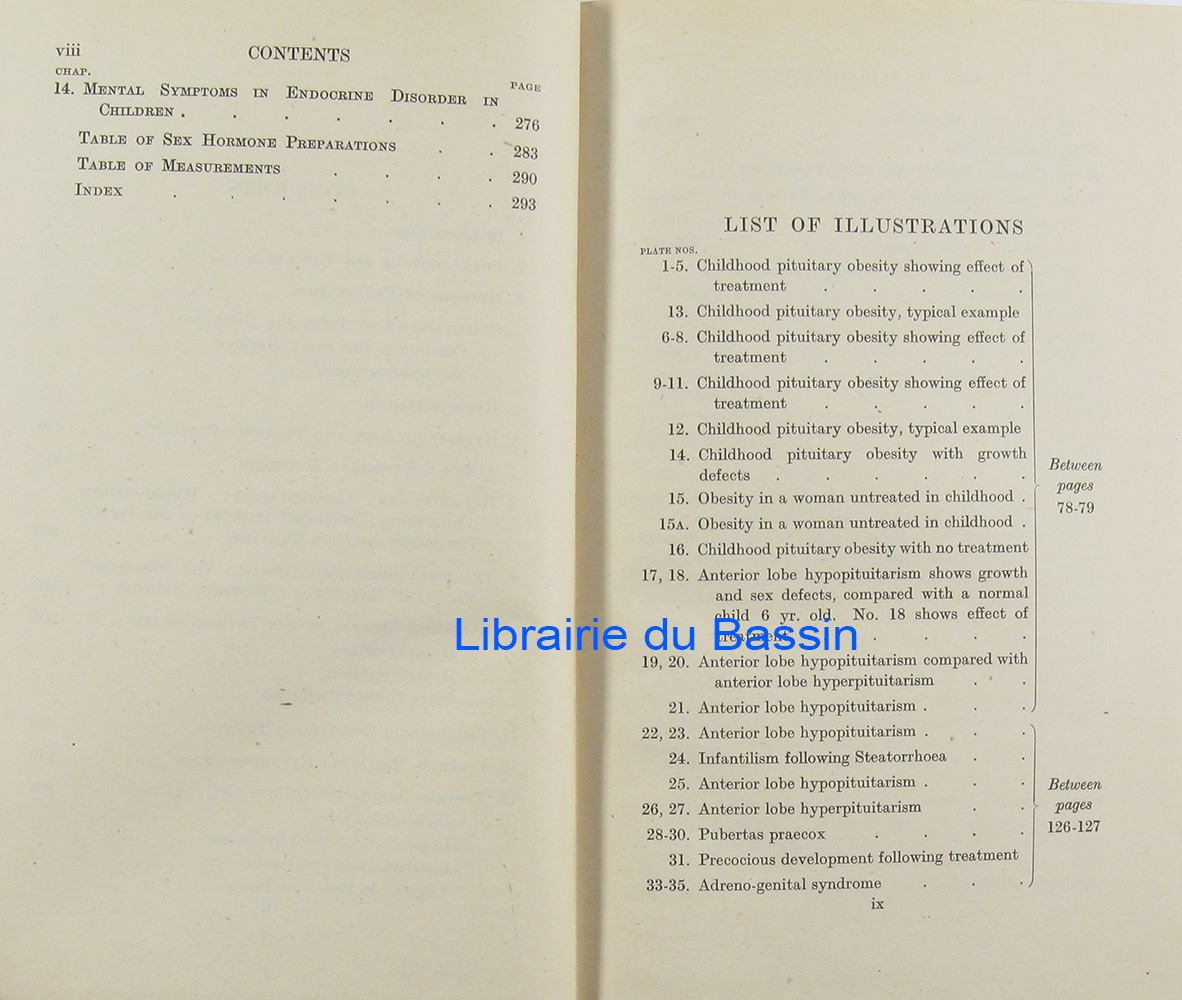 viii CONTENTS
CHAP. PAGE
14. MENTAL SYMPTOMS IN ENDOCRINE DISORDER IN
CHILDREN . . . . . . . 276
TABLE OF SEX HORMONE PREPARATIONS . . 283
TABLE OF MEASUREMENTS . . . . 290
INDEX . . . . . . . 293
LIST OF ILLUSTRATIONS
PLATE NOS.
1-5. Childhood pituitary obesity showing effect of
treatment . . . . .
13. Childhood pituitary obesity, typical example
6-8. Childhood pituitary obesity showing effect of
treatment . . . . .
9-11. Childhood pituitary obesity showing effect of
treatment . . . . .
12. Childhood pituitary obesity, typical example
14. Childhood pituitary obesity with growth
defects . . . . . .
15. Obesity in a woman untreated in childhood .
15A. Obesity in a woman untreated in childhood .
16. Childhood pituitary obesity with no treatment
17, 18. Anterior lobe hypopituitarism shows growth
and sex defects, compared with a normal
child 6 yr. old. No. 18 shows effect of
treatment . . . .
19, 20. Anterior lobe hypopituitarism compared with
anterior lobe hyperpituitarism . .
21. Anterior lobe hypopituitarism . . .
Between
pages
78-79
22, 23. Anterior lobe hypopituitarism . . .
24. Infantilism following Steatorrhoea . .
25. Anterior lobe hypopituitarism . . .
26, 27. Anterior lobe hyperpituitarism . .
28-30. Pubertas praecox . . . .
31. Precocious development following treatment
33-35. Adreno-genital syndrome . . .
Between
pages
126-127
ix
Librairie du Bassin